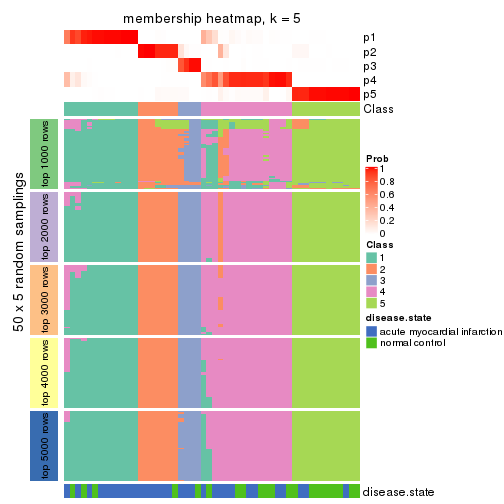 membership heatmap, k = 5
p1
p2
p3
p4
p5
Class
50 x 5 random samplings
top 1000 rows
top 2000 rows
top 3000 rows
top 4000 rows
top 5000 rows
disease.state
Prob
1
0.8
0.6
0.4
0.2
0
Class
1
2
3
4
5
disease.state
acute myocardial infarction
normal control